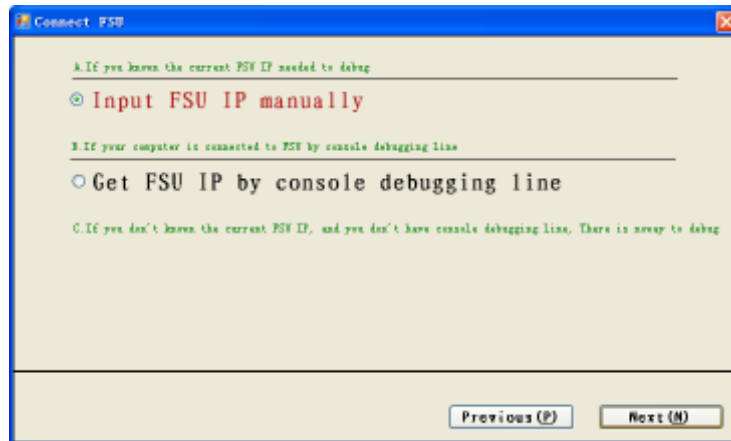 Connect FSU
A.If you known the current FSU IP needed to debug
Input FSU IP manually
B.If your computer is connected to FSU by console debugging line
Get FSU IP by console debugging line
C.If you don't known the current FSU IP, and you don't have console debugging line, There is noway to debug
Previous(P)
Next(N)